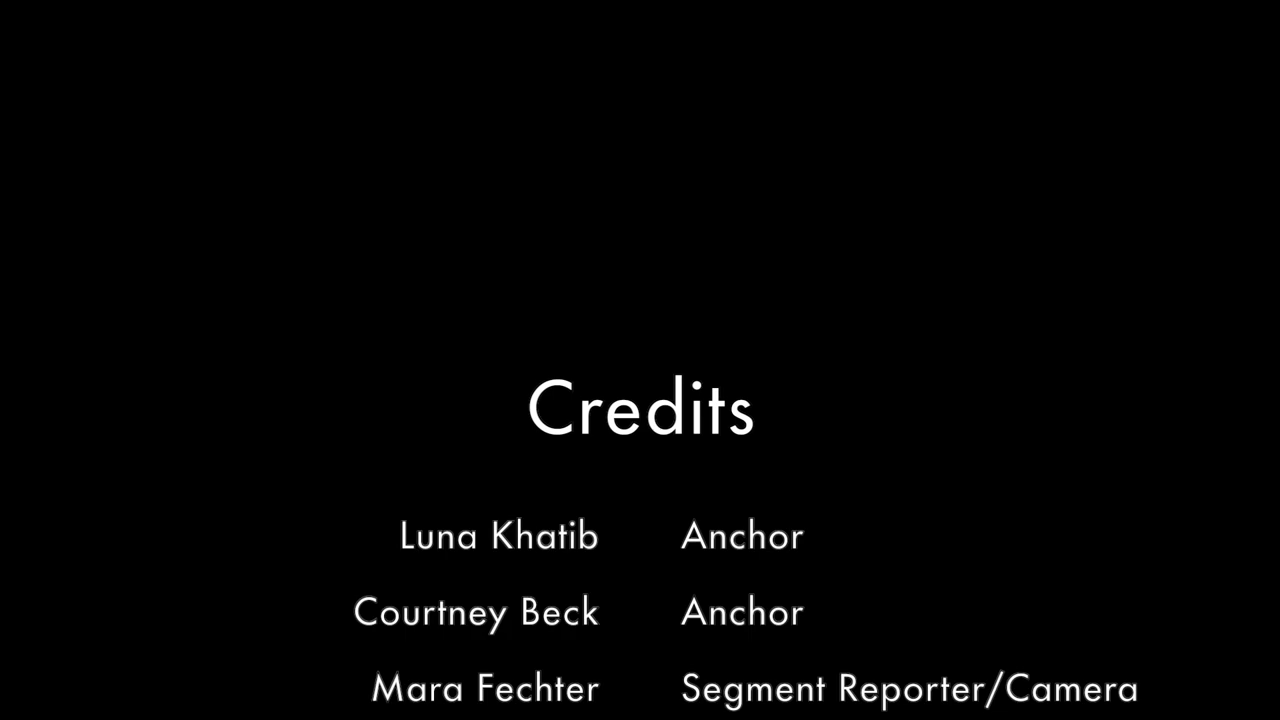 Credits
Luna Khatib Anchor
Courtney Beck Anchor
Mara Fechter Segment Reporter/Camera